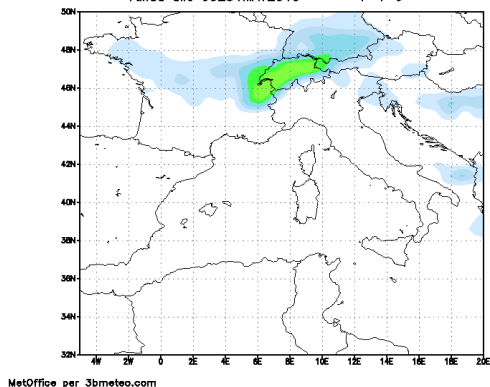 50N
48N
46N
44N
42N
40N
38N
36N
34N
32N
4W 2W 0 2E 4E 6E 8E 10E 12E 14E 16E 18E 20E
MetOffice per 3bmeteo.com